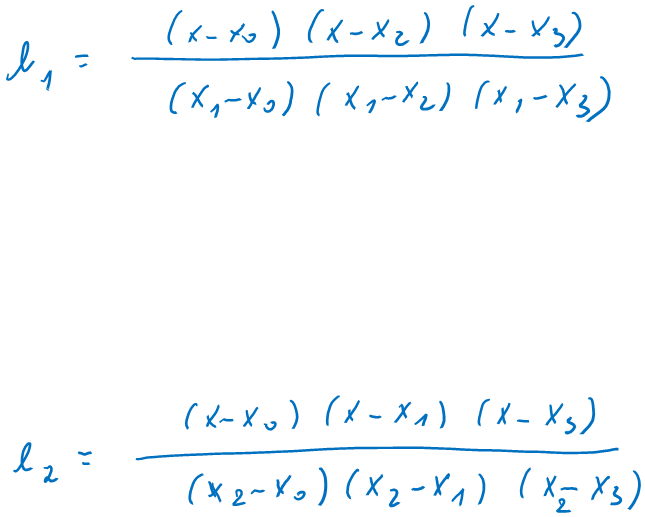 l₁ = (x-x₀) (x-x₂) (x-x₃)
(x₁-x₀) (x₁-x₂) (x₁-x₃)
l₂ = (x-x₀) (x-x₁) (x-x₃)
(x₂-x₀) (x₂-x₁) (x₂-x₃)